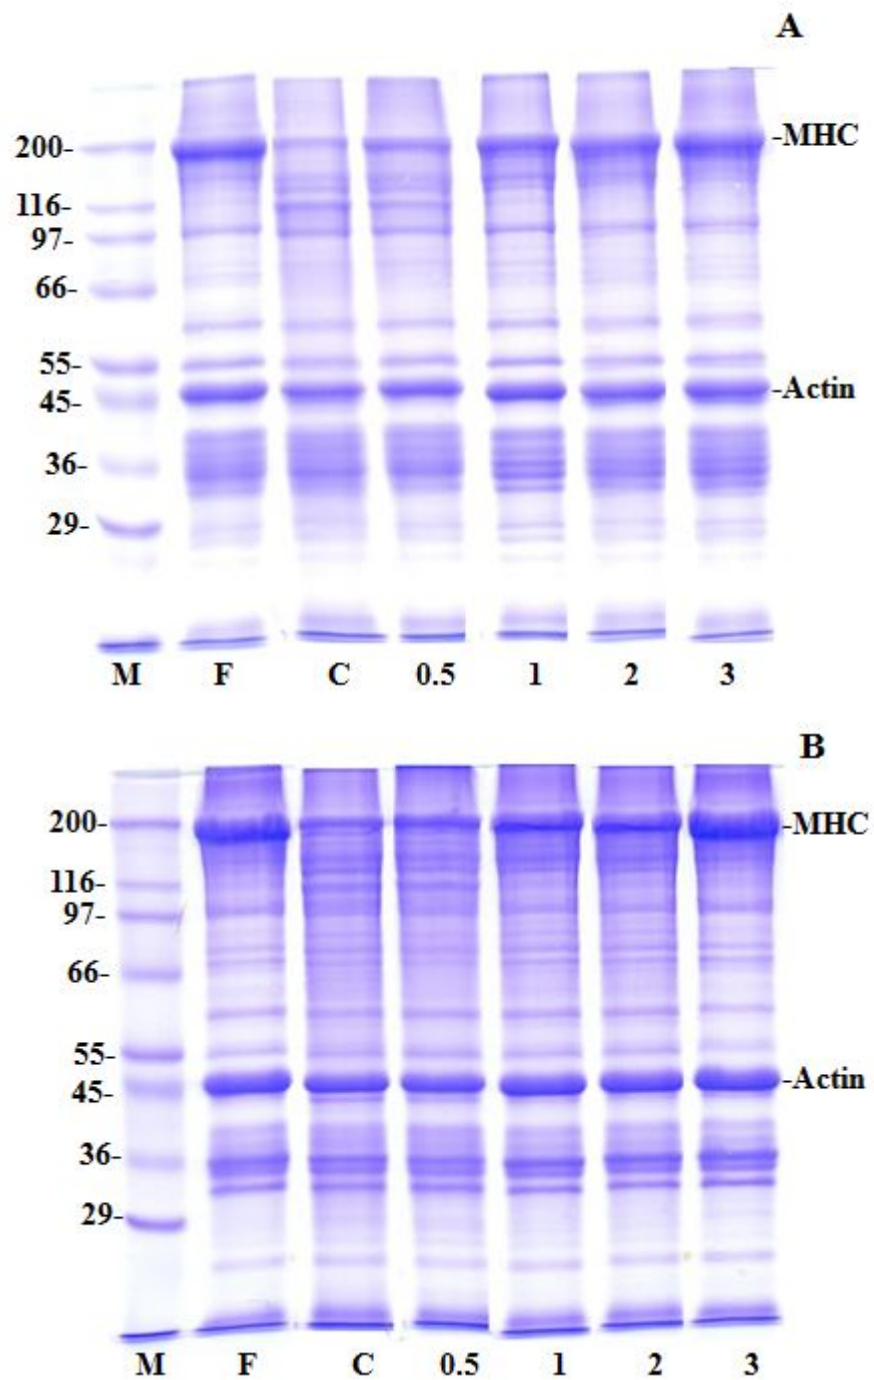 A
200-
-MHC
116-
97-
66-
55-
45-
-Actin
36-
29-
M F C 0.5 1 2 3
B
200-
-MHC
116-
97-
66-
55-
45-
-Actin
36-
29-
M F C 0.5 1 2 3